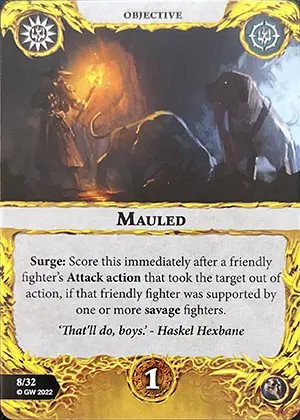 OBJECTIVE
MAULED
Surge: Score this immediately after a friendly
fighter's Attack action that took the target out of
action, if that friendly fighter was supported by
one or more savage fighters.
'That'll do, boys.' - Haskel Hexbane
8/32
© GW 2022
1